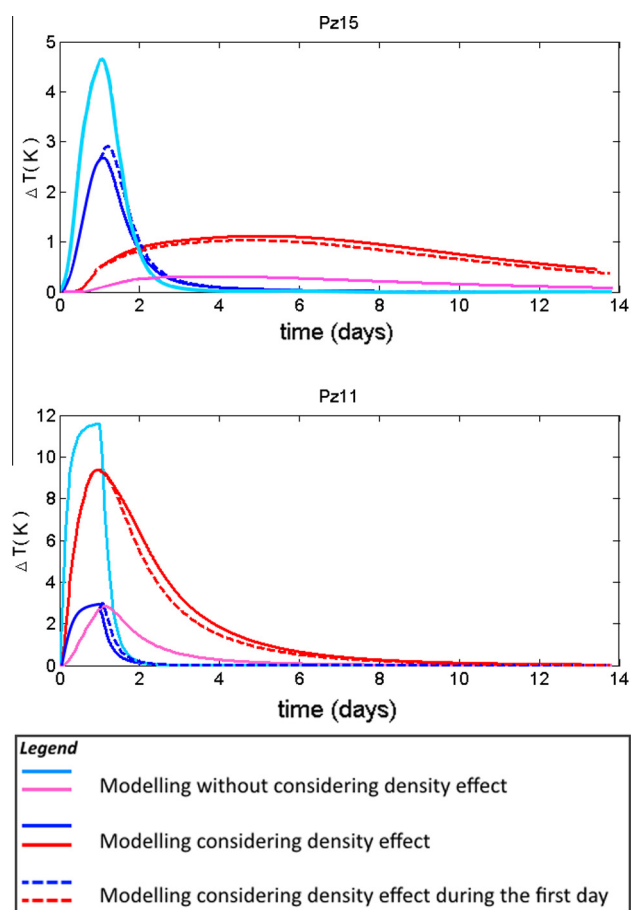 Pz15
5
4
3
2
1
0
Δ T( K )
0 2 4 6 8 10 12 14
time (days)
Pz11
12
10
8
6
4
2
0
Δ T( K )
0 2 4 6 8 10 12 14
time (days)
Legend
Modelling without considering density effect
Modelling considering density effect
Modelling considering density effect during the first day